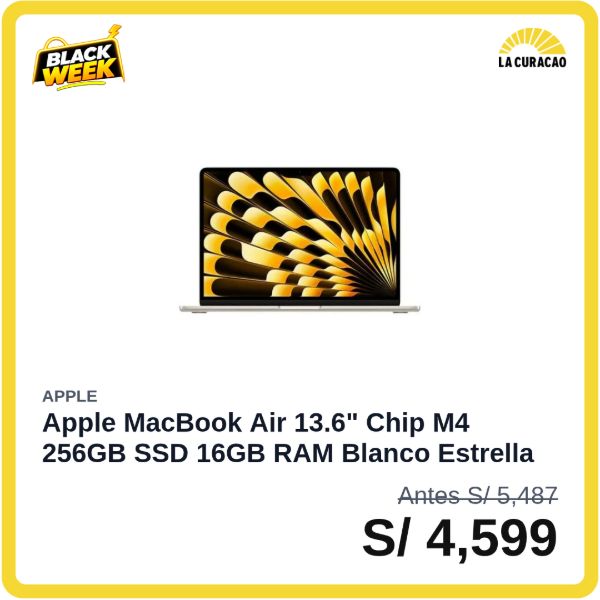 BLACK
WEEK
LA CURACAO
APPLE
Apple MacBook Air 13.6" Chip M4
256GB SSD 16GB RAM Blanco Estrella
Antes S/ 5,487
S/ 4,599